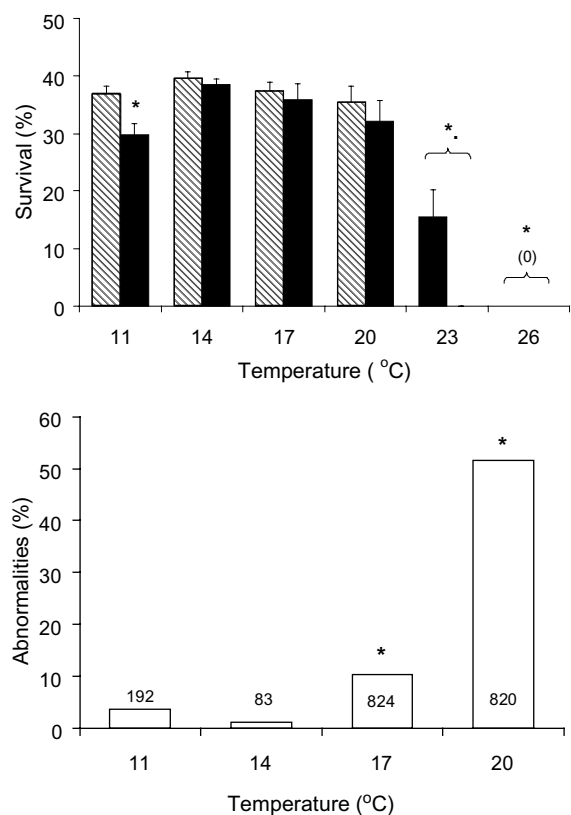 50
40
30
20
10
0
Survival (%)
*
*.
*
(0)
11 14 17 20 23 26
Temperature ( °C)
60
50
40
30
20
10
0
Abnormalities (%)
*
*
192 83 824 820
11 14 17 20
Temperature (°C)